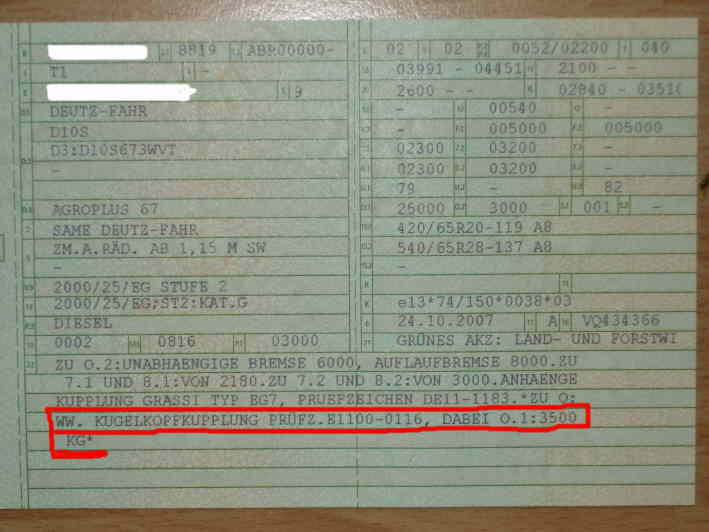 8819 ABR00000-
T1 -
9
DEUTZ-FAHR
D10S
D3:D10S673WVT
-
AGROPLUS 67
SAME DEUTZ-FAHR
ZM.A.RÄD. AB 1,15 M SW
-
2000/25/EG STUFE 2
2000/25/EG;ST2:KAT.G
DIESEL
0002 0816 03000
02 02 0052/02200 040
03991 - 04451 2100 - -
2600 - - 02840 - 0351
- 00540 -
- 005000 005000
02300 03200 -
02300 03200 -
79 - 82
25000 3000 - 001 -
420/65R20-119 A8
540/65R28-137 A8
-
-
e13*74/150*0038*03
24.10.2007 A VQ434366
GRÜNES AKZ: LAND- UND FORSTWI
ZU O.2:UNABHAENGIGE BREMSE 6000, AUFLAUFBREMSE 8000.ZU
7.1 UND 8.1:VON 2180.ZU 7.2 UND 8.2:VON 3000.ANHAENGE
KUPPLUNG GRASSI TYP EG7, PRUEFZEICHEN DE11-1183.*ZU O:
WW. KUGELKOPFKUPPLUNG PRÜFZ.E1100-0116, DABEI O.1:3500
KG*